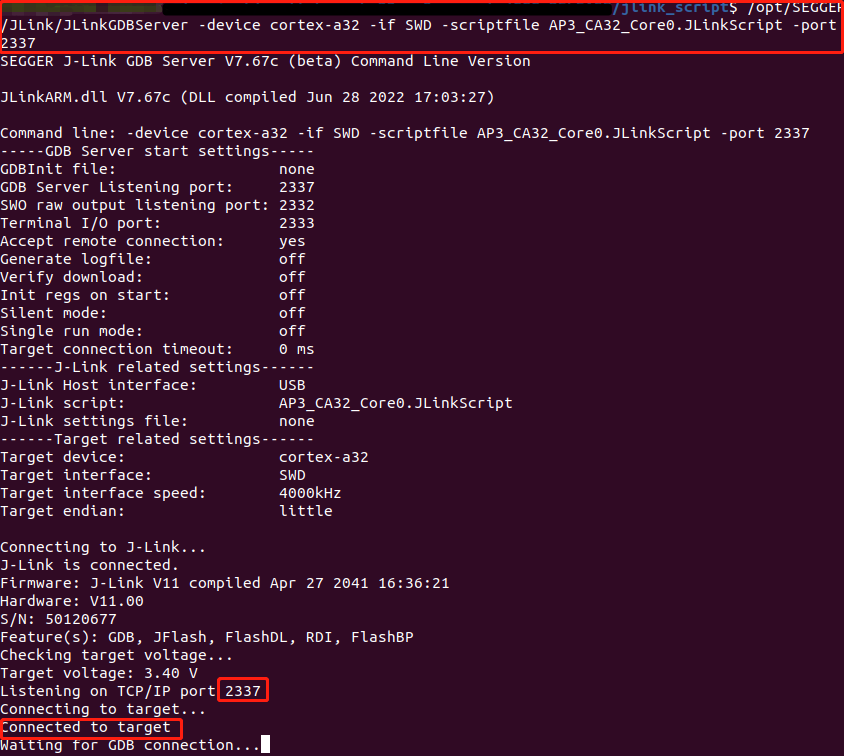 /jlink_script$ /opt/SEGGER
/JLink/JLinkGDBServer -device cortex-a32 -if SWD -scriptfile AP3_CA32_Core0.JLinkScript -port
2337
SEGGER J-Link GDB Server V7.67c (beta) Command Line Version
JLinkARM.dll V7.67c (DLL compiled Jun 28 2022 17:03:27)
Command line: -device cortex-a32 -if SWD -scriptfile AP3_CA32_Core0.JLinkScript -port 2337
-----GDB Server start settings-----
GDBInit file: none
GDB Server Listening port: 2337
SWO raw output listening port: 2332
Terminal I/O port: 2333
Accept remote connection: yes
Generate logfile: off
Verify download: off
Init regs on start: off
Silent mode: off
Single run mode: off
Target connection timeout: 0 ms
------J-Link related settings------
J-Link Host interface: USB
J-Link script: AP3_CA32_Core0.JLinkScript
J-Link settings file: none
------Target related settings------
Target device: cortex-a32
Target interface: SWD
Target interface speed: 4000kHz
Target endian: little
Connecting to J-Link...
J-Link is connected.
Firmware: J-Link V11 compiled Apr 27 2041 16:36:21
Hardware: V11.00
S/N: 50120677
Feature(s): GDB, JFlash, FlashDL, RDI, FlashBP
Checking target voltage...
Target voltage: 3.40 V
Listening on TCP/IP port 2337
Connecting to target...
Connected to target
Waiting for GDB connection...